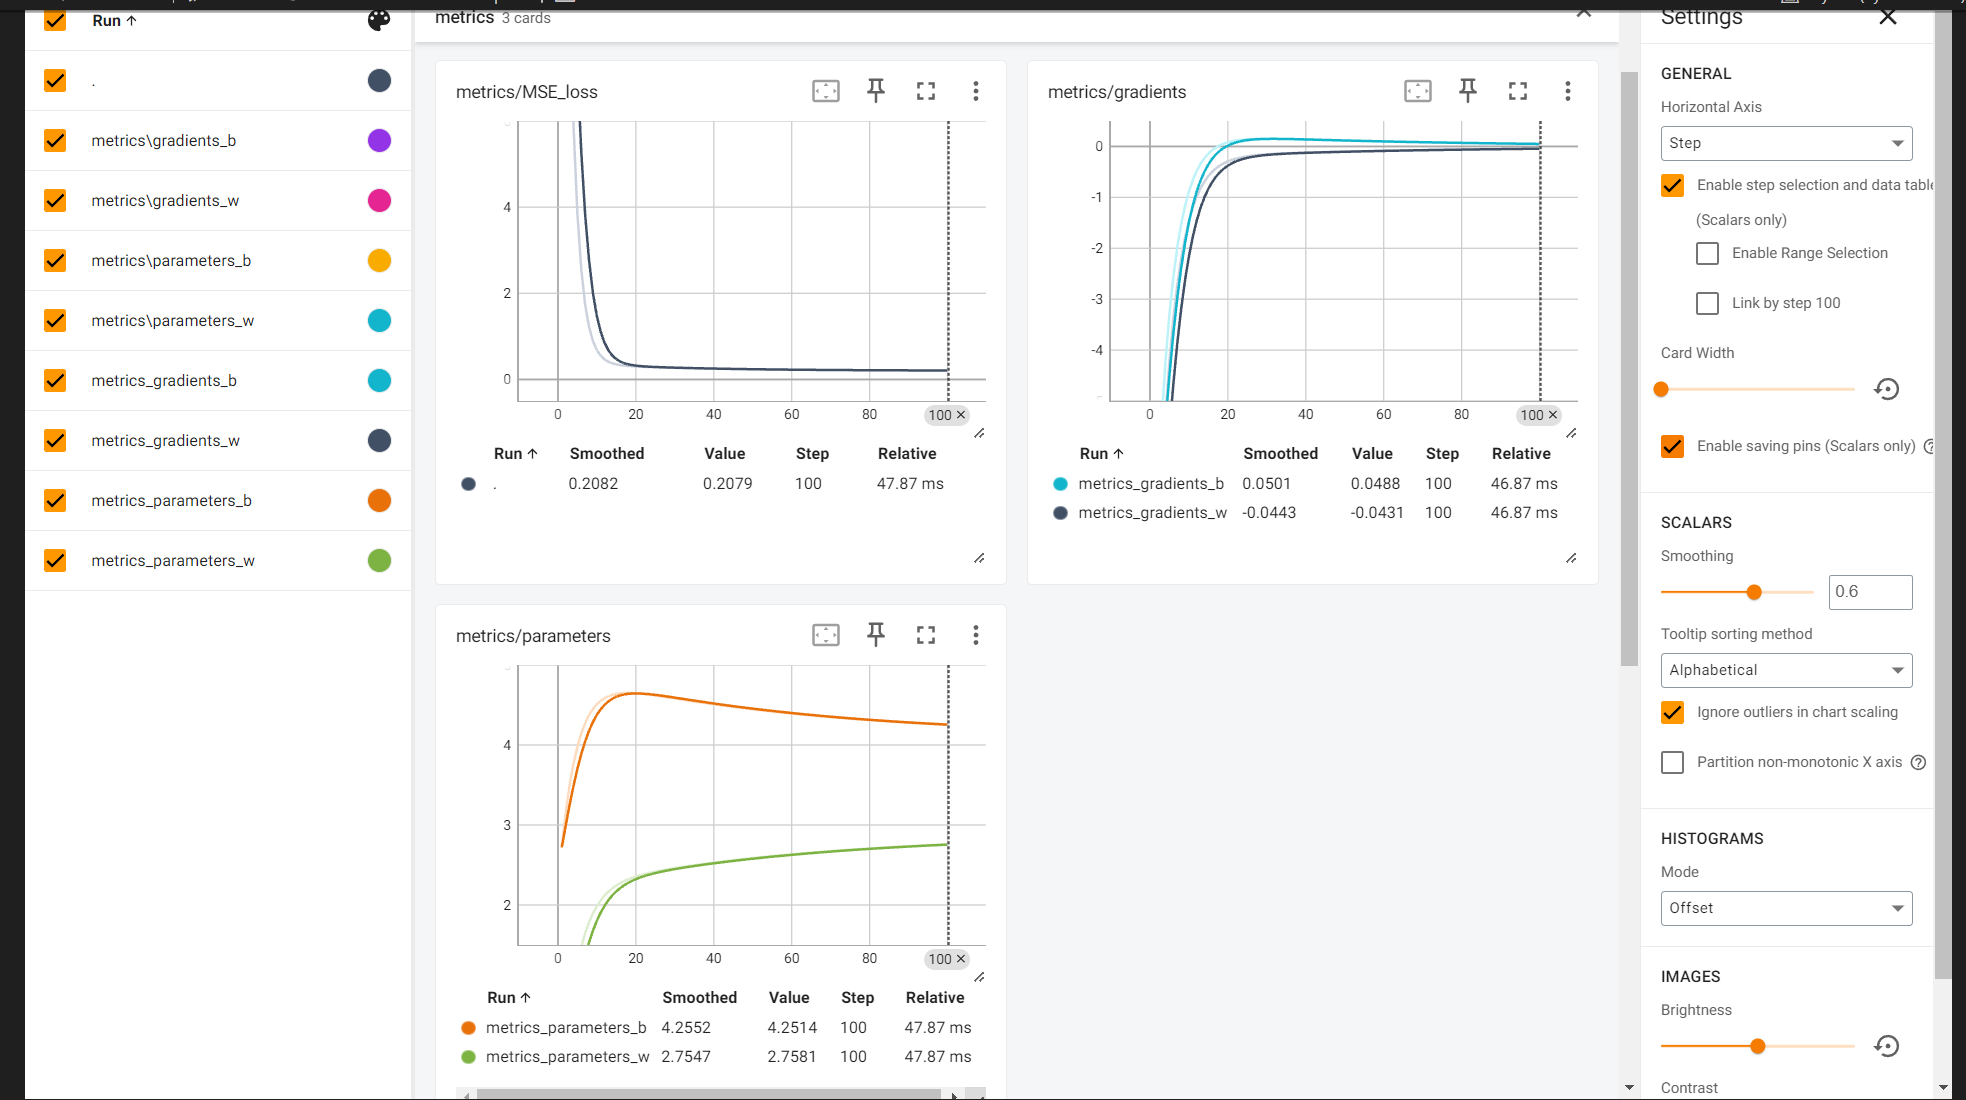 Run ↑
.
metrics\gradients_b
metrics\gradients_w
metrics\parameters_b
metrics\parameters_w
metrics_gradients_b
metrics_gradients_w
metrics_parameters_b
metrics_parameters_w
metrics 3 cards
metrics/MSE_loss
4
2
0
0 20 40 60 80 100 ×
Run ↑ Smoothed Value Step Relative
. 0.2082 0.2079 100 47.87 ms
metrics/gradients
0
-1
-2
-3
-4
0 20 40 60 80 100 ×
Run ↑ Smoothed Value Step Relative
metrics_gradients_b 0.0501 0.0488 100 46.87 ms
metrics_gradients_w -0.0443 -0.0431 100 46.87 ms
metrics/parameters
4
3
2
0 20 40 60 80 100 ×
Run ↑ Smoothed Value Step Relative
metrics_parameters_b 4.2552 4.2514 100 47.87 ms
metrics_parameters_w 2.7547 2.7581 100 47.87 ms
Settings
GENERAL
Horizontal Axis
Step
Enable step selection and data table
(Scalars only)
Enable Range Selection
Link by step 100
Card Width
Enable saving pins (Scalars only)
SCALARS
Smoothing
0.6
Tooltip sorting method
Alphabetical
Ignore outliers in chart scaling
Partition non-monotonic X axis
HISTOGRAMS
Mode
Offset
IMAGES
Brightness
Contrast